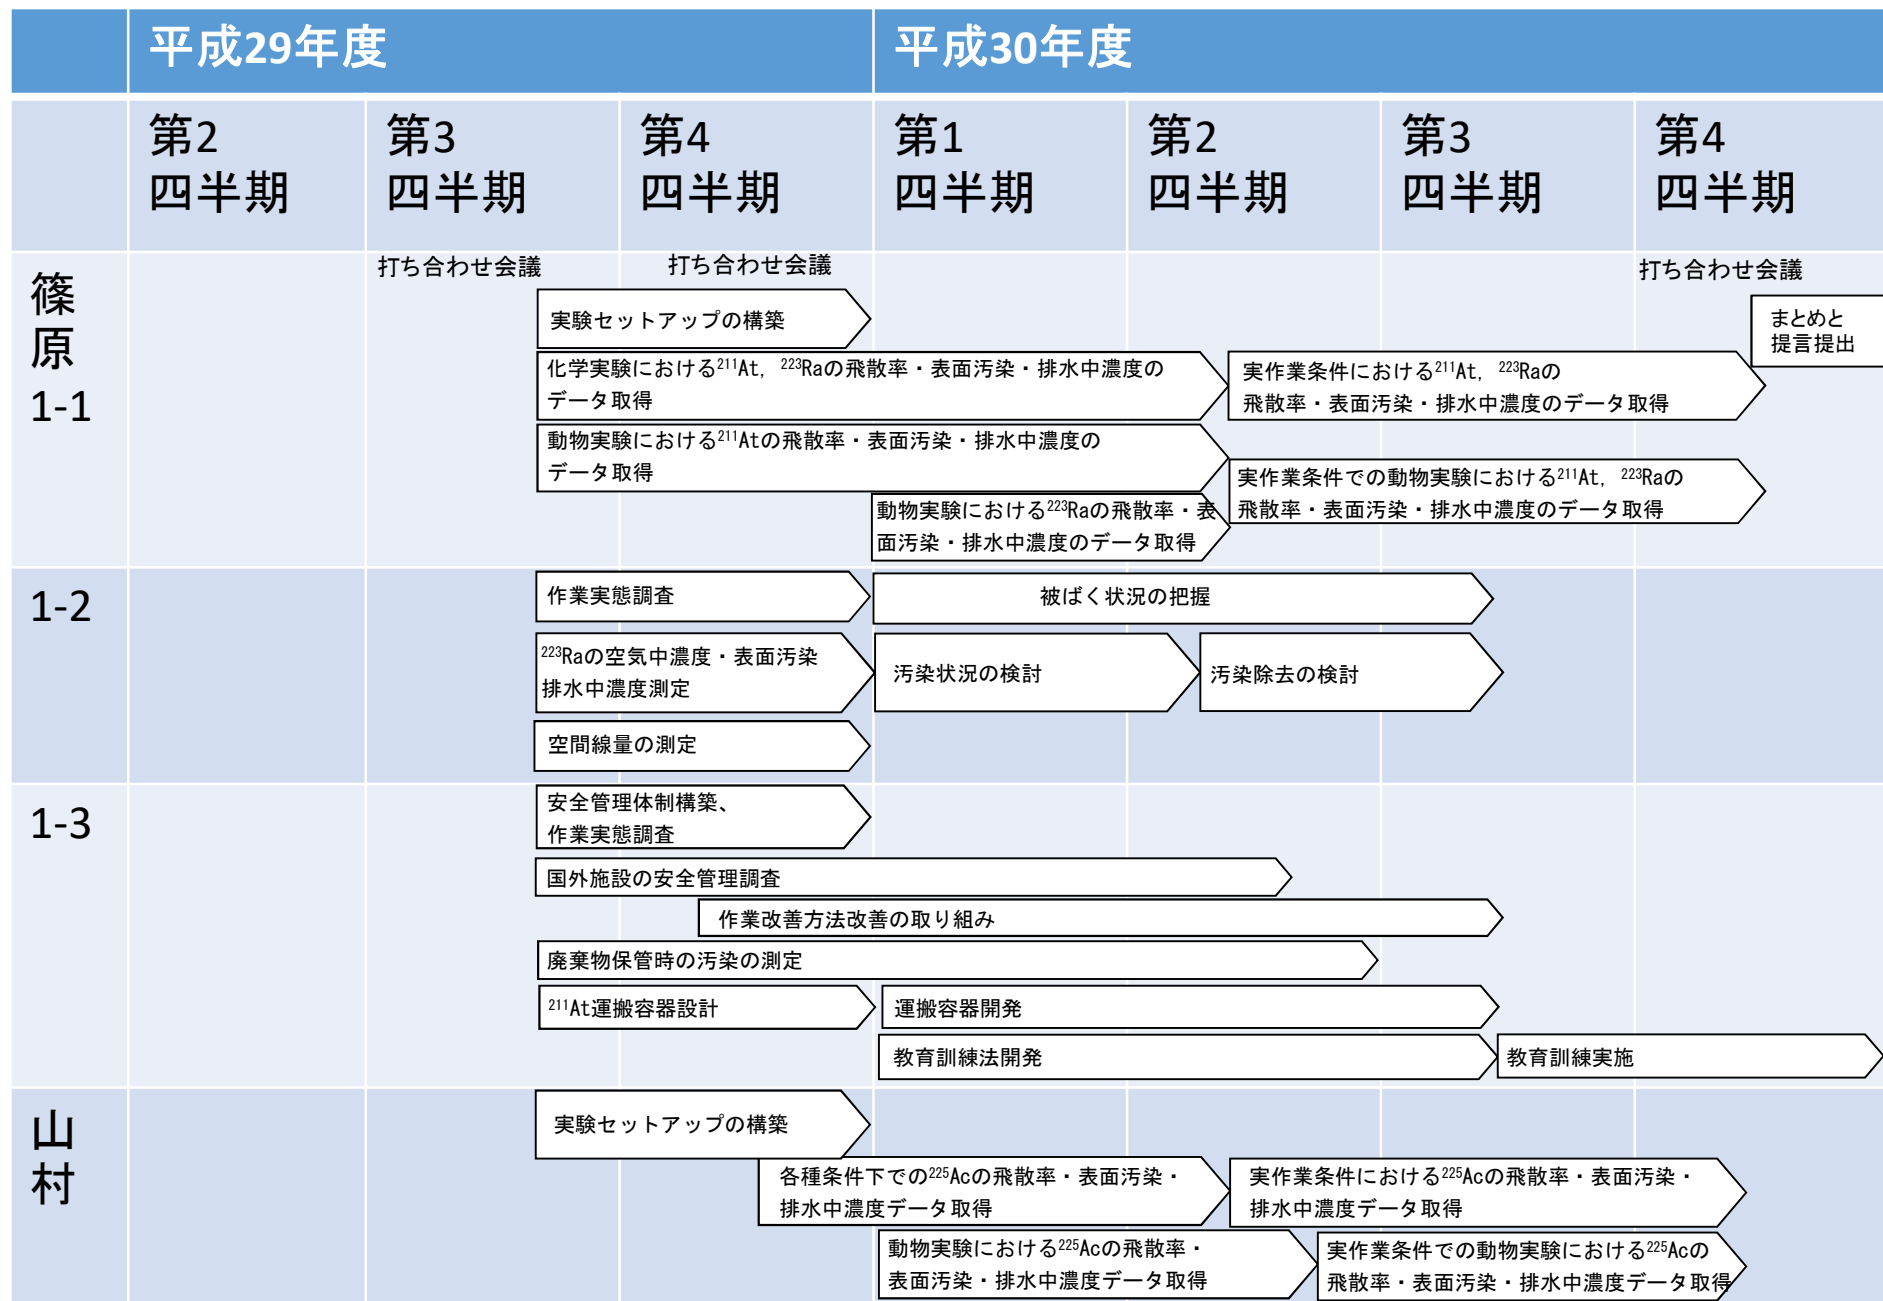 平成29年度
平成30年度
第2
四半期
第3
四半期
第4
四半期
第1
四半期
第2
四半期
第3
四半期
第4
四半期
篠
原
1-1
打ち合わせ会議
打ち合わせ会議
打ち合わせ会議
実験セットアップの構築
まとめと
提言提出
化学実験における²¹¹At, ²²³Raの飛散率・表面汚染・排水中濃度の
データ取得
実作業条件における²¹¹At, ²²³Raの
飛散率・表面汚染・排水中濃度のデータ取得
動物実験における²¹¹Atの飛散率・表面汚染・排水中濃度の
データ取得
実作業条件での動物実験における²¹¹At, ²²³Raの
飛散率・表面汚染・排水中濃度のデータ取得
動物実験における²²³Raの飛散率・表
面汚染・排水中濃度のデータ取得
1-2
作業実態調査
被ばく状況の把握
²²³Raの空気中濃度・表面汚染
排水中濃度測定
汚染状況の検討
汚染除去の検討
空間線量の測定
1-3
安全管理体制構築、
作業実態調査
国外施設の安全管理調査
作業改善方法改善の取り組み
廃棄物保管時の汚染の測定
²¹¹At運搬容器設計
運搬容器開発
教育訓練法開発
教育訓練実施
山
村
実験セットアップの構築
各種条件下での²²⁵Acの飛散率・表面汚染・
排水中濃度データ取得
実作業条件における²²⁵Acの飛散率・表面汚染・
排水中濃度データ取得
動物実験における²²⁵Acの飛散率・
表面汚染・排水中濃度データ取得
実作業条件での動物実験における²²⁵Acの
飛散率・表面汚染・排水中濃度データ取得